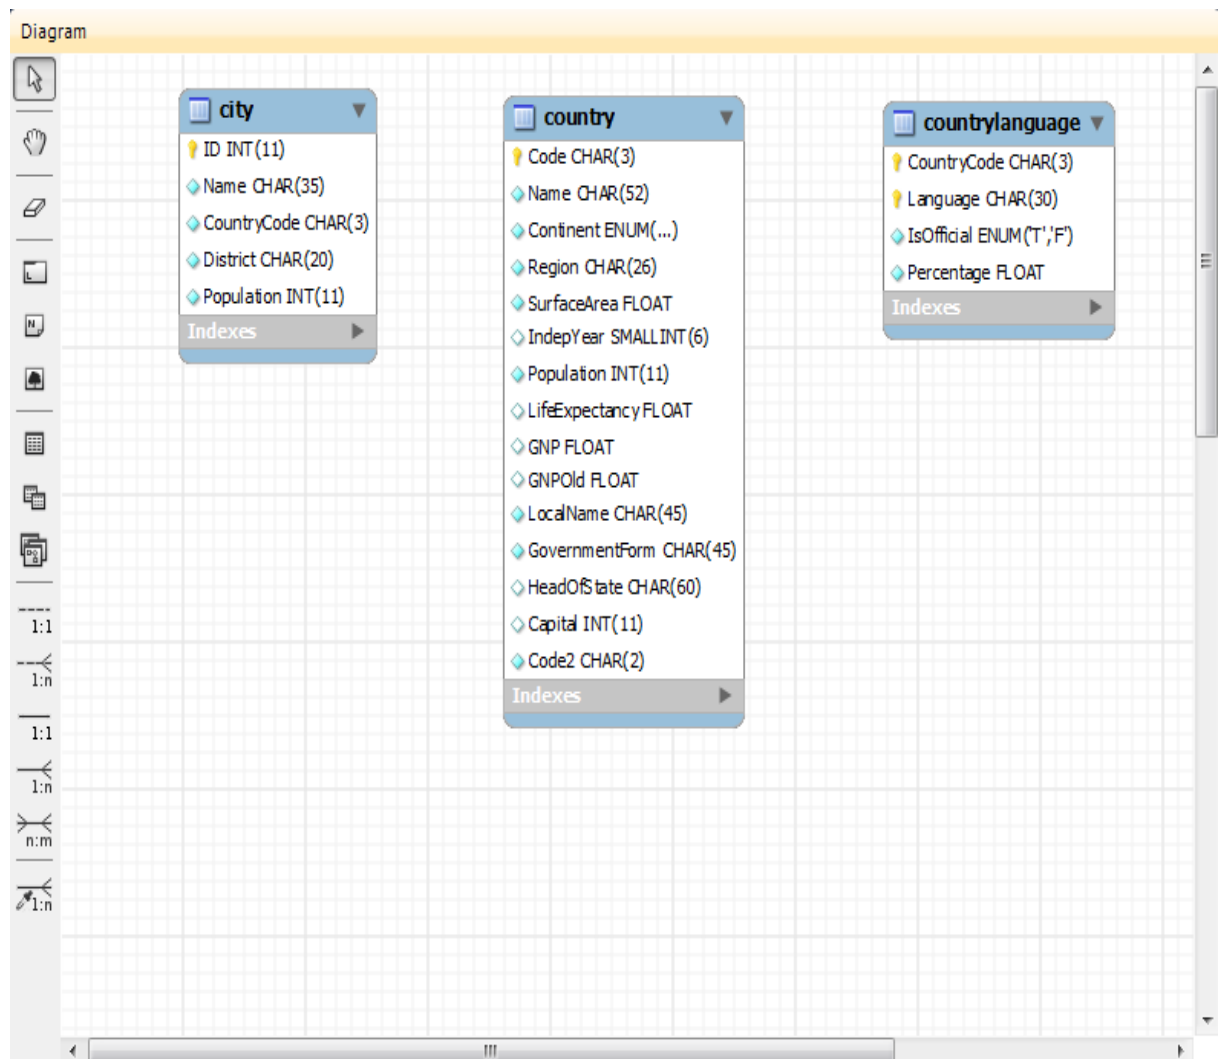 Diagram
city
ID INT(11)
Name CHAR(35)
CountryCode CHAR(3)
District CHAR(20)
Population INT(11)
Indexes
country
Code CHAR(3)
Name CHAR(52)
Continent ENUM(...)
Region CHAR(26)
SurfaceArea FLOAT
IndepYear SMALLINT(6)
Population INT(11)
LifeExpectancy FLOAT
GNP FLOAT
GNPOld FLOAT
LocalName CHAR(45)
GovernmentForm CHAR(45)
HeadOfState CHAR(60)
Capital INT(11)
Code2 CHAR(2)
Indexes
countrylanguage
CountryCode CHAR(3)
Language CHAR(30)
IsOfficial ENUM('T','F')
Percentage FLOAT
Indexes
1:1
1:n
1:1
1:n
n:m
1:n